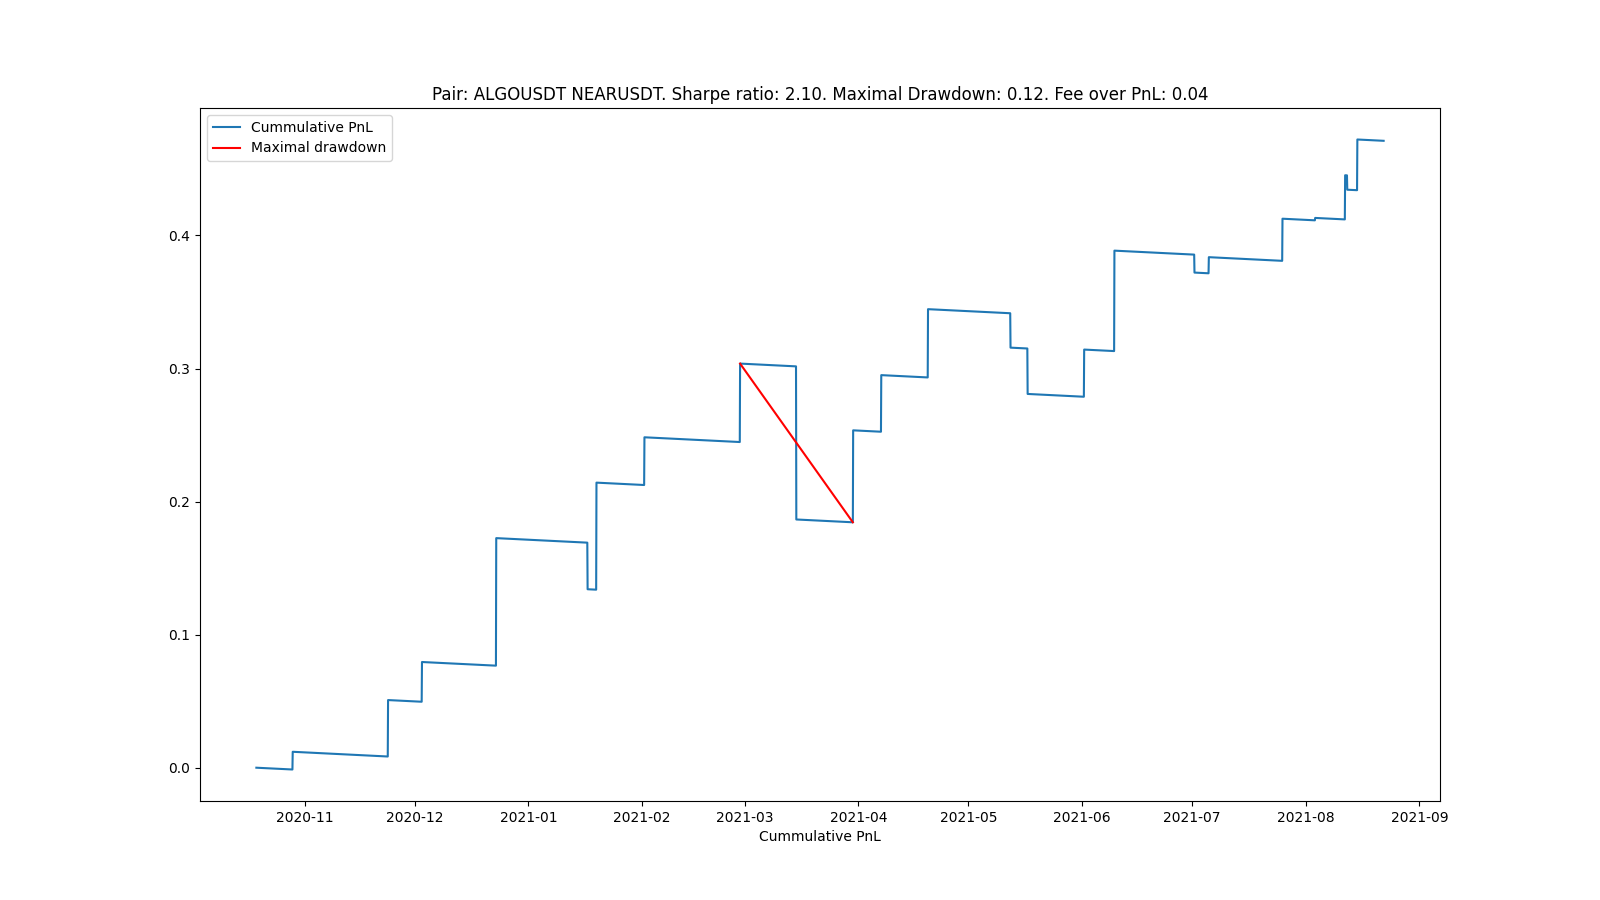 Pair: ALGOUSDT NEARUSDT. Sharpe ratio: 2.10. Maximal Drawdown: 0.12. Fee over PnL: 0.04
Cummulative PnL
Maximal drawdown
0.4
0.3
0.2
0.1
0.0
2020-11 2020-12 2021-01 2021-02 2021-03 2021-04 2021-05 2021-06 2021-07 2021-08 2021-09
Cummulative PnL